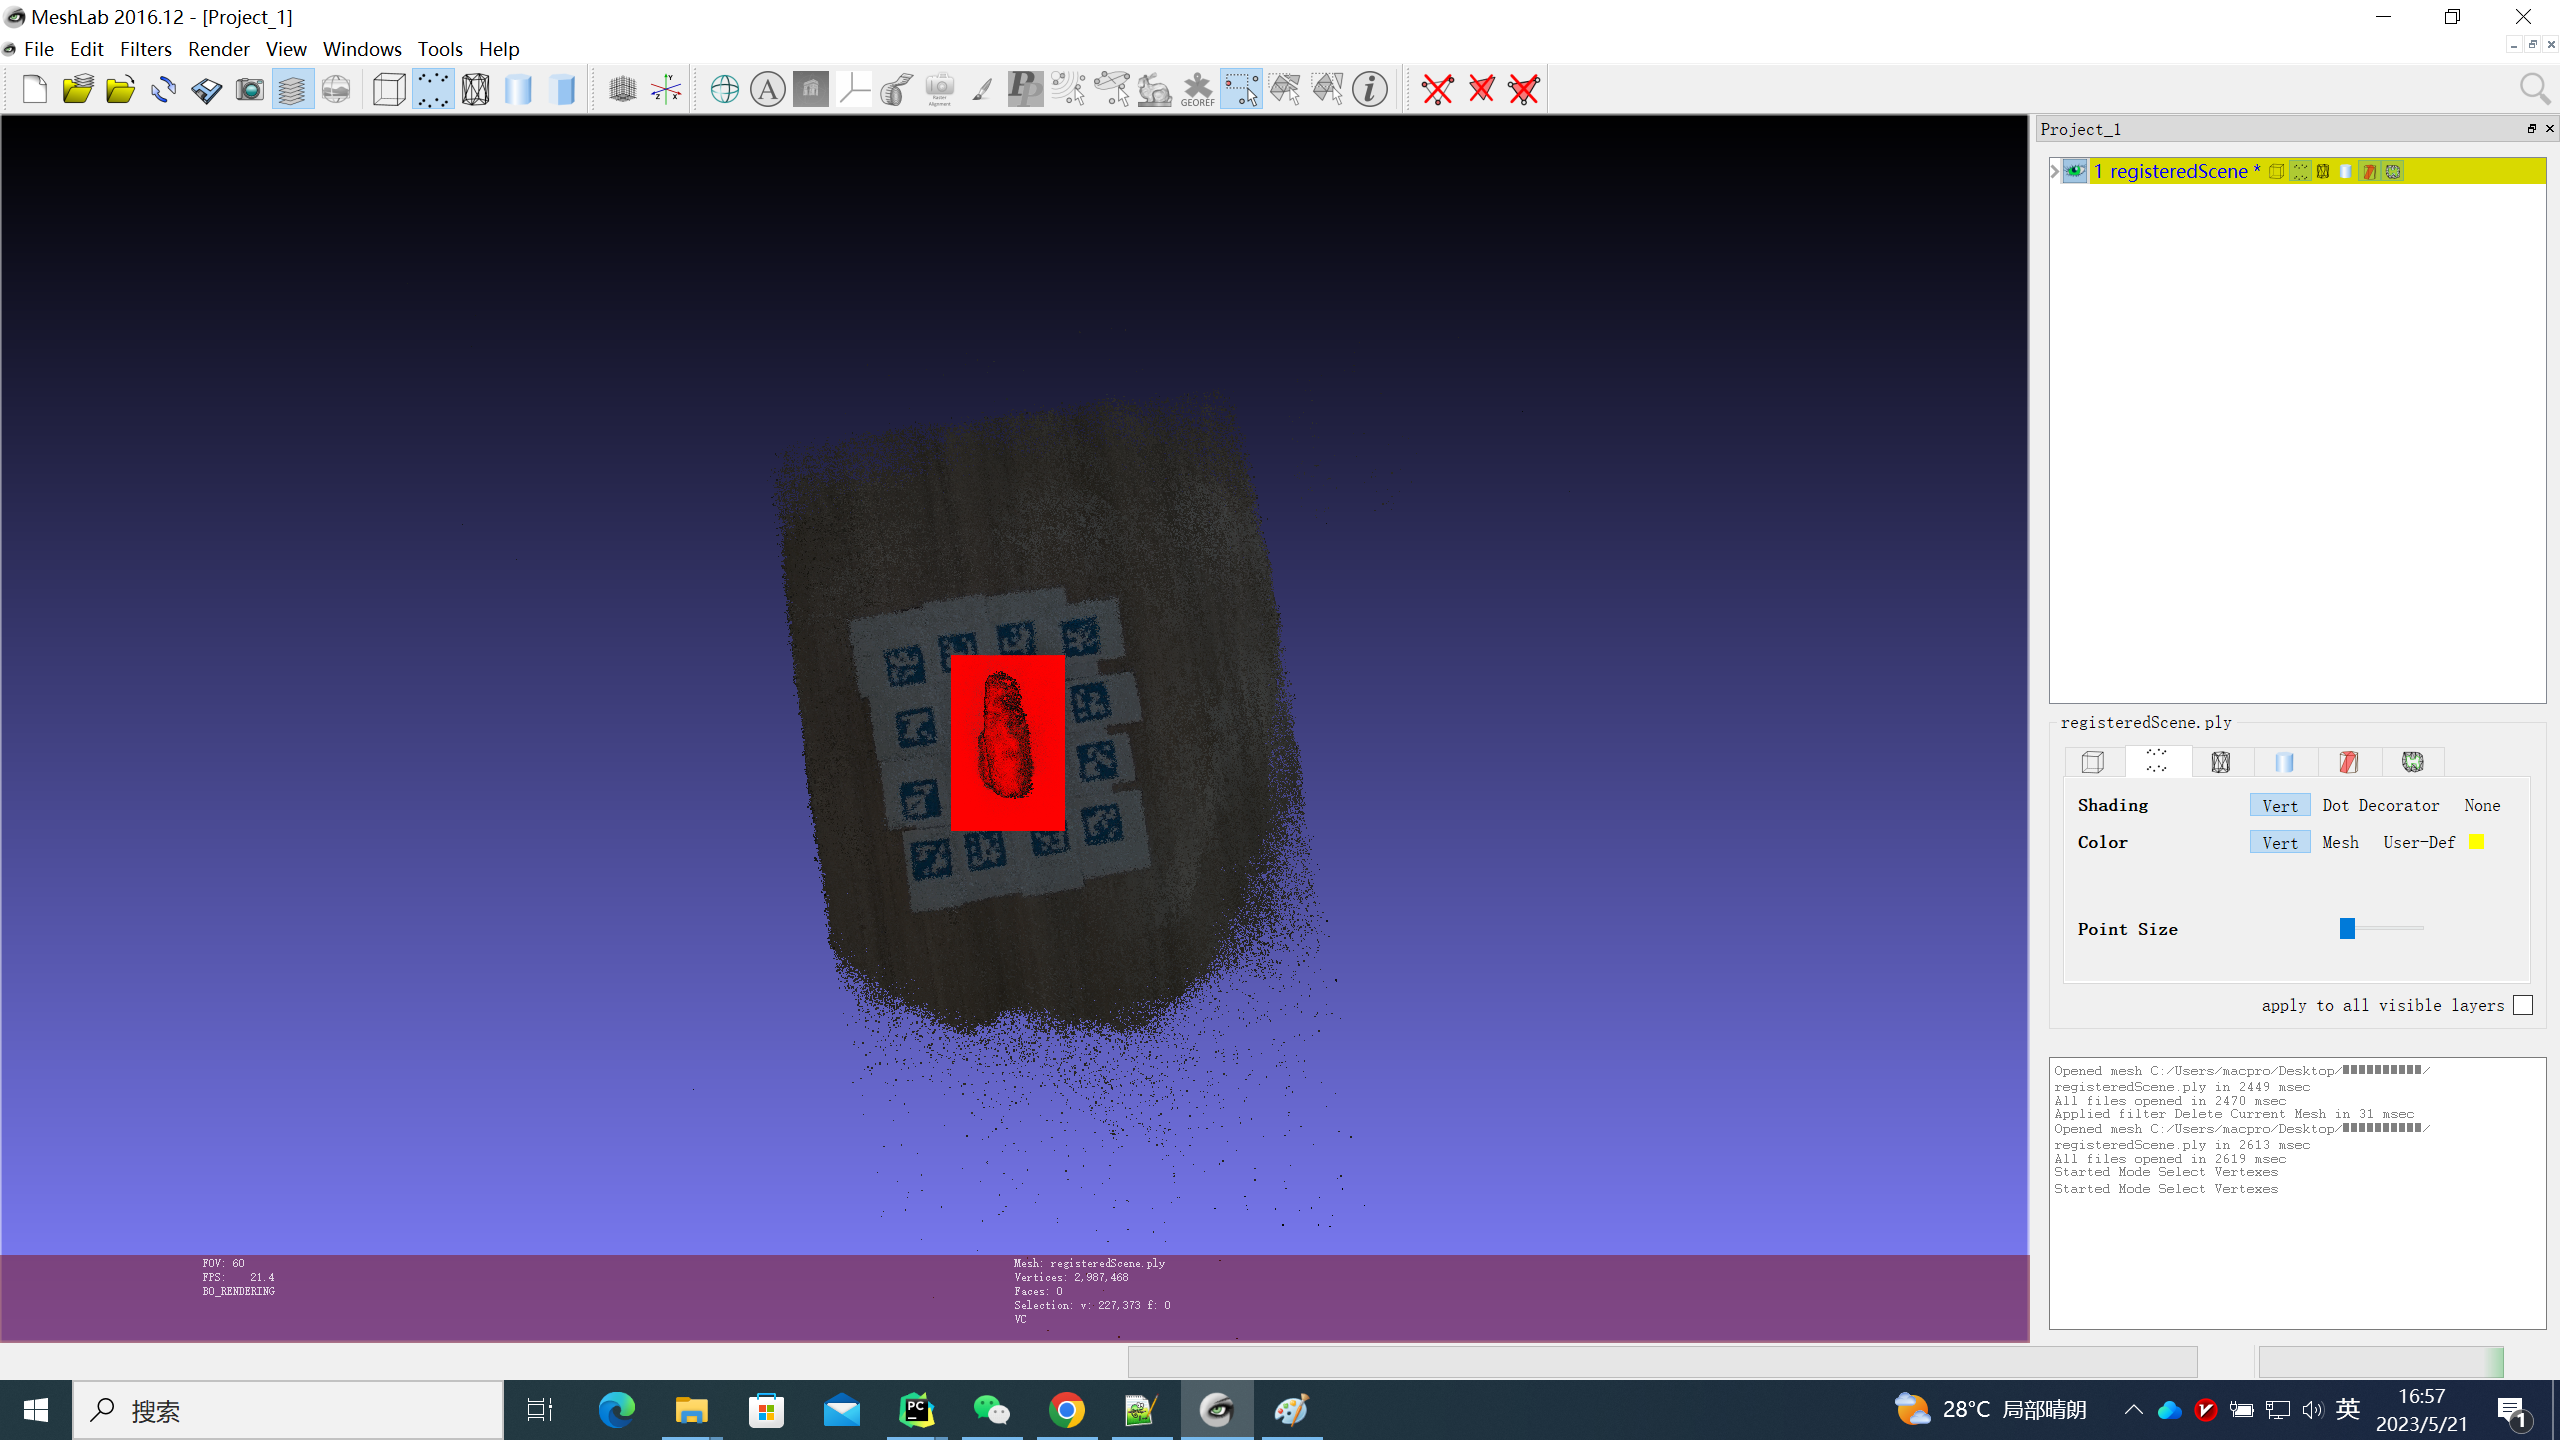 MeshLab 2016.12 - [Project_1]
File Edit Filters Render View Windows Tools Help
A
GEOREF
Project_1
1 registeredScene *
registeredScene.ply
Shading Vert Dot Decorator None
Color Vert Mesh User-Def
Point Size
apply to all visible layers
Opened mesh C:/Users/macpro/Desktop/▮▮▮▮▮▮▮▮▮▮/
registeredScene.ply in 2449 msec
All files opened in 2470 msec
Applied filter Delete Current Mesh in 31 msec
Opened mesh C:/Users/macpro/Desktop/▮▮▮▮▮▮▮▮▮▮/
registeredScene.ply in 2613 msec
All files opened in 2619 msec
Started Mode Select Vertexes
Started Mode Select Vertexes
FOV: 60
FPS: 21.4
BO_RENDERING
Mesh: registeredScene.ply
Vertices: 2,987,468
Faces: 0
Selection: v: 227,373 f: 0
VC
搜索
PC
28°C 局部晴朗
英
16:57
2023/5/21
1